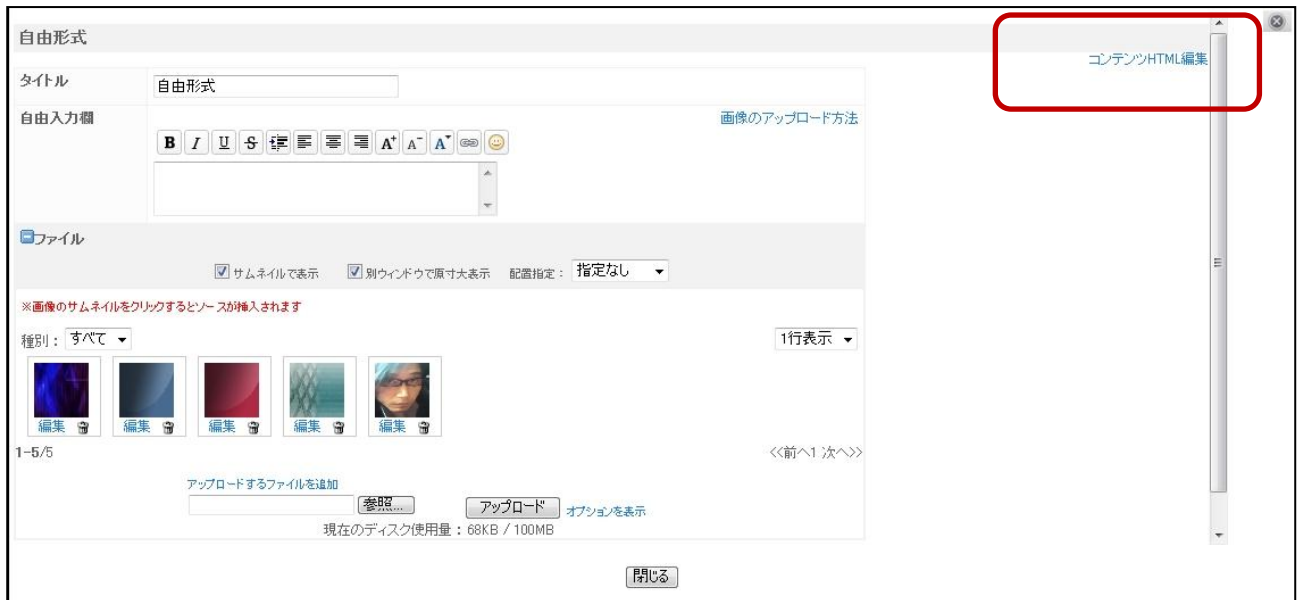 自由形式
コンテンツHTML編集
タイトル
自由形式
自由入力欄
画像のアップロード方法
B I U S A+ A- A
ファイル
サムネイルで表示 別ウィンドウで原寸大表示 配置指定： 指定なし
※画像のサムネイルをクリックするとソースが挿入されます
種別： すべて 1行表示
編集 編集 編集 編集 編集
1-5/5 <<前へ1 次へ>>
アップロードするファイルを追加
参照... アップロード オプションを表示
現在のディスク使用量： 68KB / 100MB
閉じる